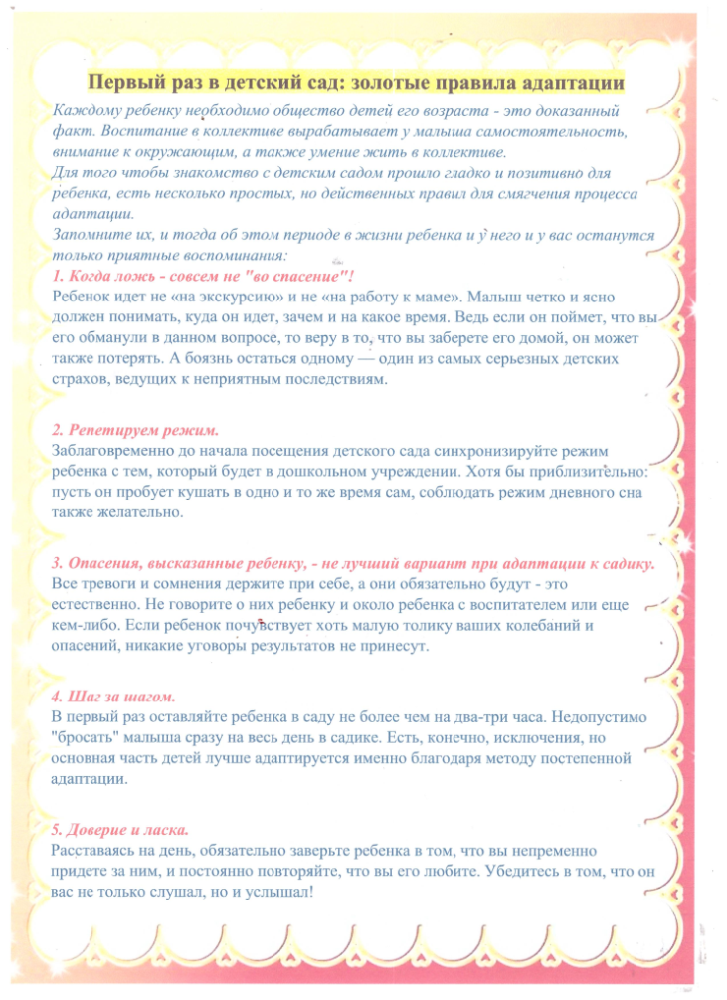 Первый раз в детский сад: золотые правила адаптации
Каждому ребенку необходимо общество детей его возраста - это доказанный
факт. Воспитание в коллективе вырабатывает у малыша самостоятельность,
внимание к окружающим, а также умение жить в коллективе.
Для того чтобы знакомство с детским садом прошло гладко и позитивно для
ребенка, есть несколько простых, но действенных правил для смягчения процесса
адаптации.
Запомните их, и тогда об этом периоде в жизни ребенка и у него и у вас останутся
только приятные воспоминания:
1. Когда ложь - совсем не "во спасение"!
Ребенок идет не «на экскурсию» и не «на работу к маме». Малыш четко и ясно
должен понимать, куда он идет, зачем и на какое время. Ведь если он поймет, что вы
его обманули в данном вопросе, то веру в то, что вы заберете его домой, он может
также потерять. А боязнь остаться одному — один из самых серьезных детских
страхов, ведущих к неприятным последствиям.
2. Репетируем режим.
Заблаговременно до начала посещения детского сада синхронизируйте режим
ребенка с тем, который будет в дошкольном учреждении. Хотя бы приблизительно:
пусть он пробует кушать в одно и то же время сам, соблюдать режим дневного сна
также желательно.
3. Опасения, высказанные ребенку, - не лучший вариант при адаптации к садику.
Все тревоги и сомнения держите при себе, а они обязательно будут - это
естественно. Не говорите о них ребенку и около ребенка с воспитателем или еще
кем-либо. Если ребенок почувствует хоть малую толику ваших колебаний и
опасений, никакие уговоры результатов не принесут.
4. Шаг за шагом.
В первый раз оставляйте ребенка в саду не более чем на два-три часа. Недопустимо
"бросать" малыша сразу на весь день в садике. Есть, конечно, исключения, но
основная часть детей лучше адаптируется именно благодаря методу постепенной
адаптации.
5. Доверие и ласка.
Расставаясь на день, обязательно заверьте ребенка в том, что вы непременно
придете за ним, и постоянно повторяйте, что вы его любите. Убедитесь в том, что он
вас не только слушал, но и услышал!